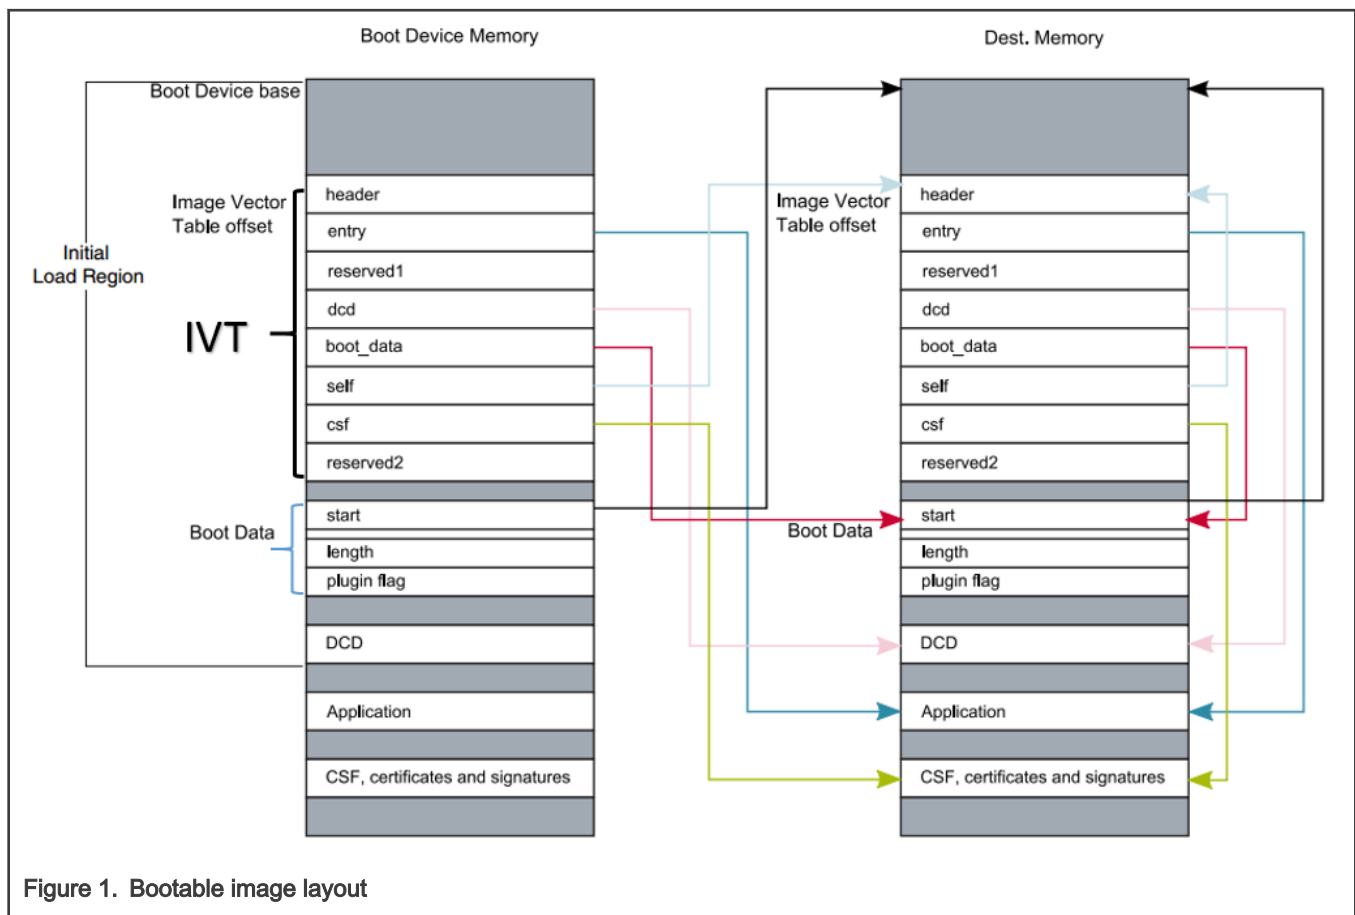 Boot Device Memory
Dest. Memory
Boot Device base
Initial
Load Region
Image Vector
Table offset
IVT
header
entry
reserved1
dcd
boot_data
self
csf
reserved2
Boot Data
start
length
plugin flag
DCD
Application
CSF, certificates and signatures
Image Vector
Table offset
header
entry
reserved1
dcd
boot_data
self
csf
reserved2
Boot Data
start
length
plugin flag
DCD
Application
CSF, certificates and signatures
Figure 1. Bootable image layout